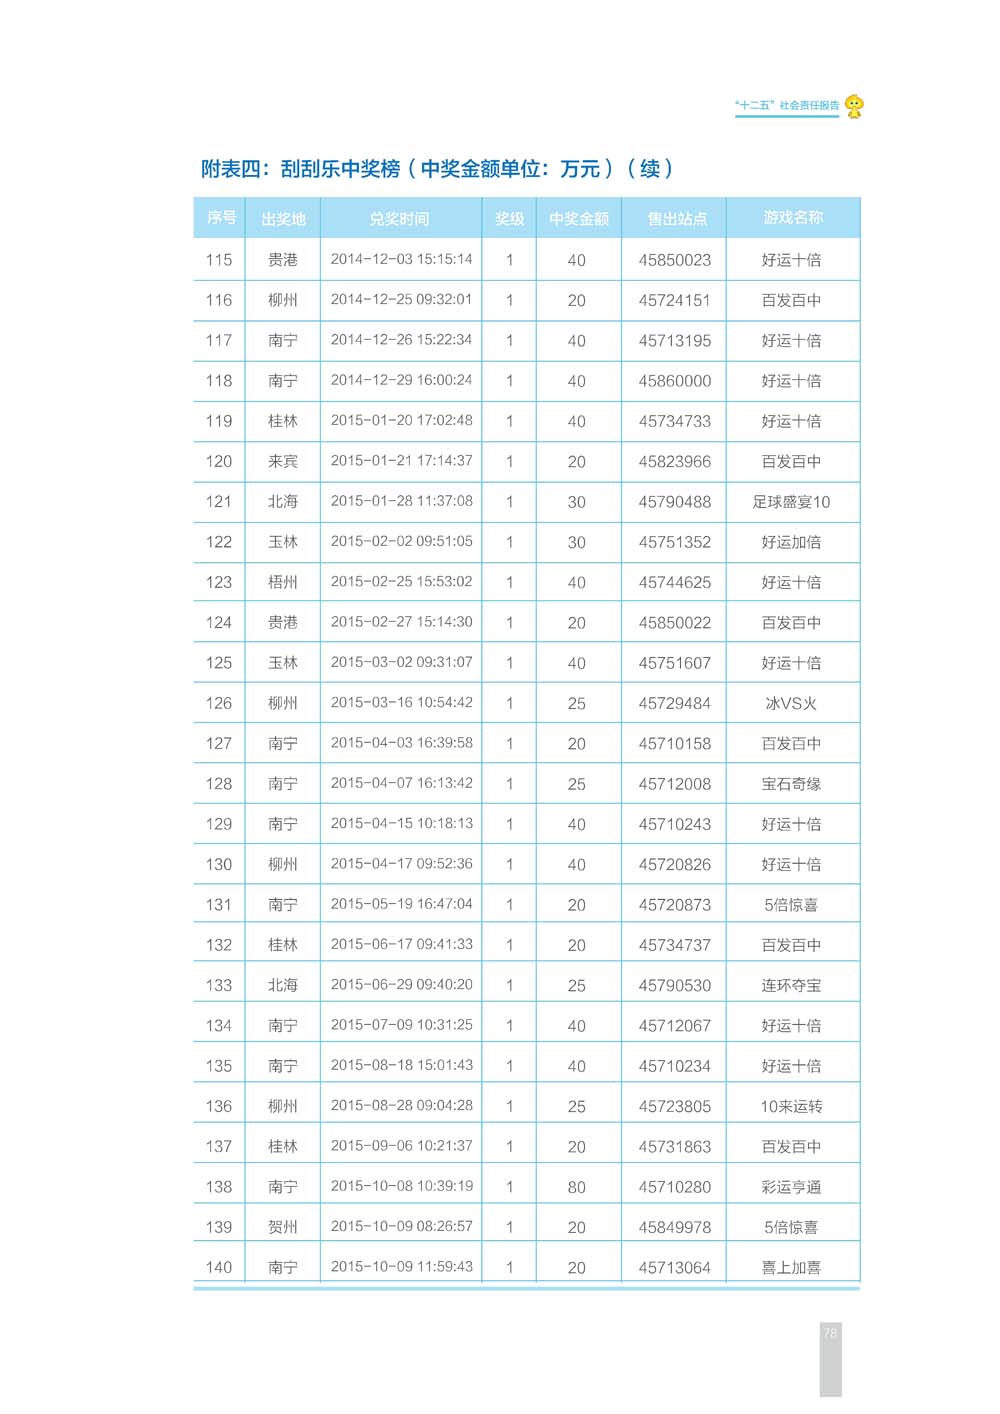 “十二五”社会责任报告
附表四：刮刮乐中奖榜（中奖金额单位：万元）（续）
序号 出奖地 兑奖时间 奖级 中奖金额 售出站点 游戏名称
115 贵港 2014-12-03 15:15:14 1 40 45850023 好运十倍
116 柳州 2014-12-25 09:32:01 1 20 45724151 百发百中
117 南宁 2014-12-26 15:22:34 1 40 45713195 好运十倍
118 南宁 2014-12-29 16:00:24 1 40 45860000 好运十倍
119 桂林 2015-01-20 17:02:48 1 40 45734733 好运十倍
120 来宾 2015-01-21 17:14:37 1 20 45823966 百发百中
121 北海 2015-01-28 11:37:08 1 30 45790488 足球盛宴10
122 玉林 2015-02-02 09:51:05 1 30 45751352 好运加倍
123 梧州 2015-02-25 15:53:02 1 40 45744625 好运十倍
124 贵港 2015-02-27 15:14:30 1 20 45850022 百发百中
125 玉林 2015-03-02 09:31:07 1 40 45751607 好运十倍
126 柳州 2015-03-16 10:54:42 1 25 45729484 冰VS火
127 南宁 2015-04-03 16:39:58 1 20 45710158 百发百中
128 南宁 2015-04-07 16:13:42 1 25 45712008 宝石奇缘
129 南宁 2015-04-15 10:18:13 1 40 45710243 好运十倍
130 柳州 2015-04-17 09:52:36 1 40 45720826 好运十倍
131 南宁 2015-05-19 16:47:04 1 20 45720873 5倍惊喜
132 桂林 2015-06-17 09:41:33 1 20 45734737 百发百中
133 北海 2015-06-29 09:40:20 1 25 45790530 连环夺宝
134 南宁 2015-07-09 10:31:25 1 40 45712067 好运十倍
135 南宁 2015-08-18 15:01:43 1 40 45710234 好运十倍
136 柳州 2015-08-28 09:04:28 1 25 45723805 10来运转
137 桂林 2015-09-06 10:21:37 1 20 45731863 百发百中
138 南宁 2015-10-08 10:39:19 1 80 45710280 彩运亨通
139 贺州 2015-10-09 08:26:57 1 20 45849978 5倍惊喜
140 南宁 2015-10-09 11:59:43 1 20 45713064 喜上加喜
78